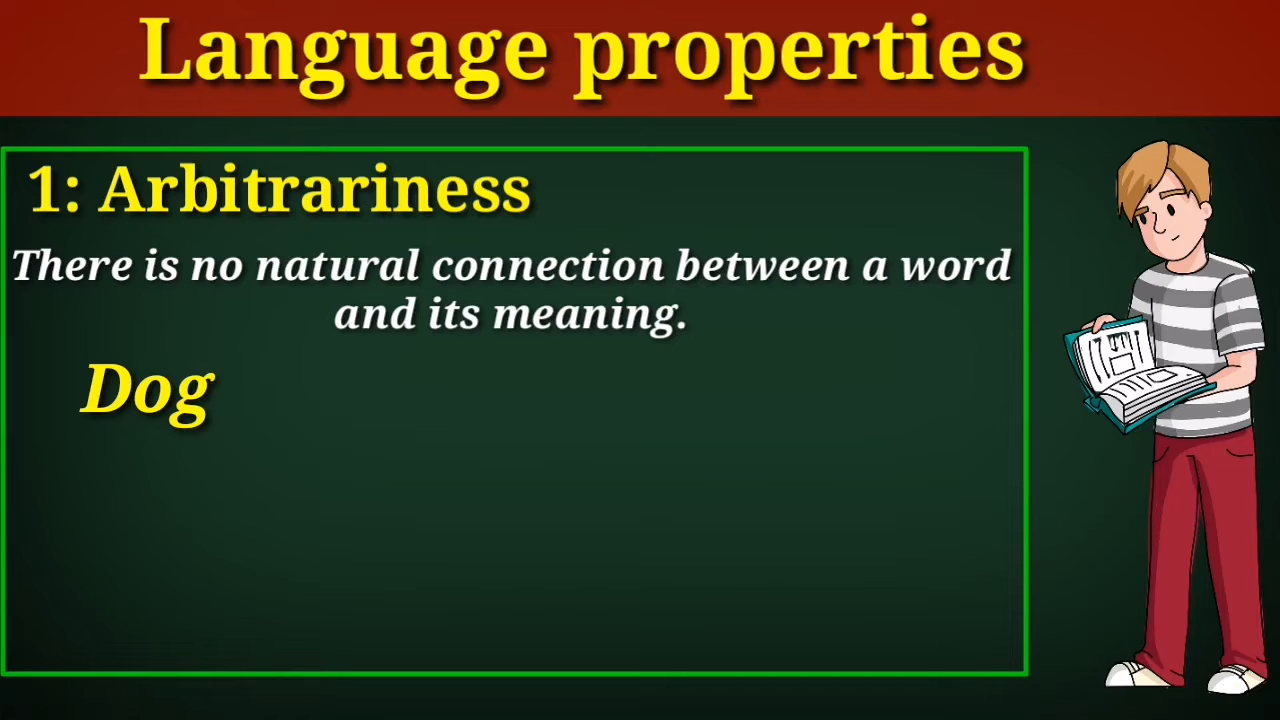 Language properties
1: Arbitrariness
There is no natural connection between a word
and its meaning.
Dog